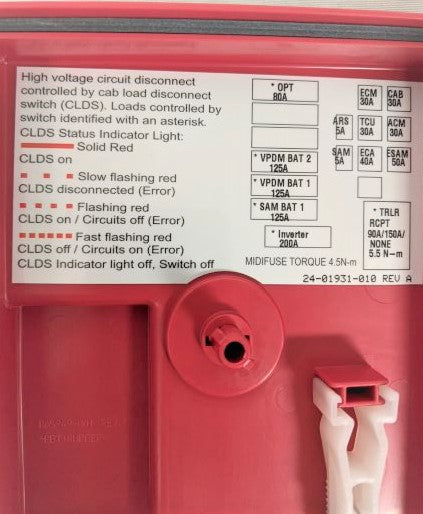 High voltage circuit disconnect
controlled by cab load disconnect
switch (CLDS). Loads controlled by
switch identified with an asterisk.
CLDS Status Indicator Light:
Solid Red
CLDS on
Slow flashing red
CLDS disconnected (Error)
Flashing red
CLDS on / Circuits off (Error)
Fast flashing red
CLDS off / Circuits on (Error)
CLDS Indicator light off, Switch off
* OPT
80A
* VPDM BAT 2
125A
* VPDM BAT 1
125A
* SAM BAT 1
125A
* Inverter
200A
ECM
30A
CAB
30A
ARS
5A
TCU
30A
ACM
30A
SAM
5A
ECA
40A
ESAM
50A
* TRLR
RCPT
90A/150A/
NONE
5.5 N-m
MIDIFUSE TORQUE 4.5N-m
24-01931-010 REV A